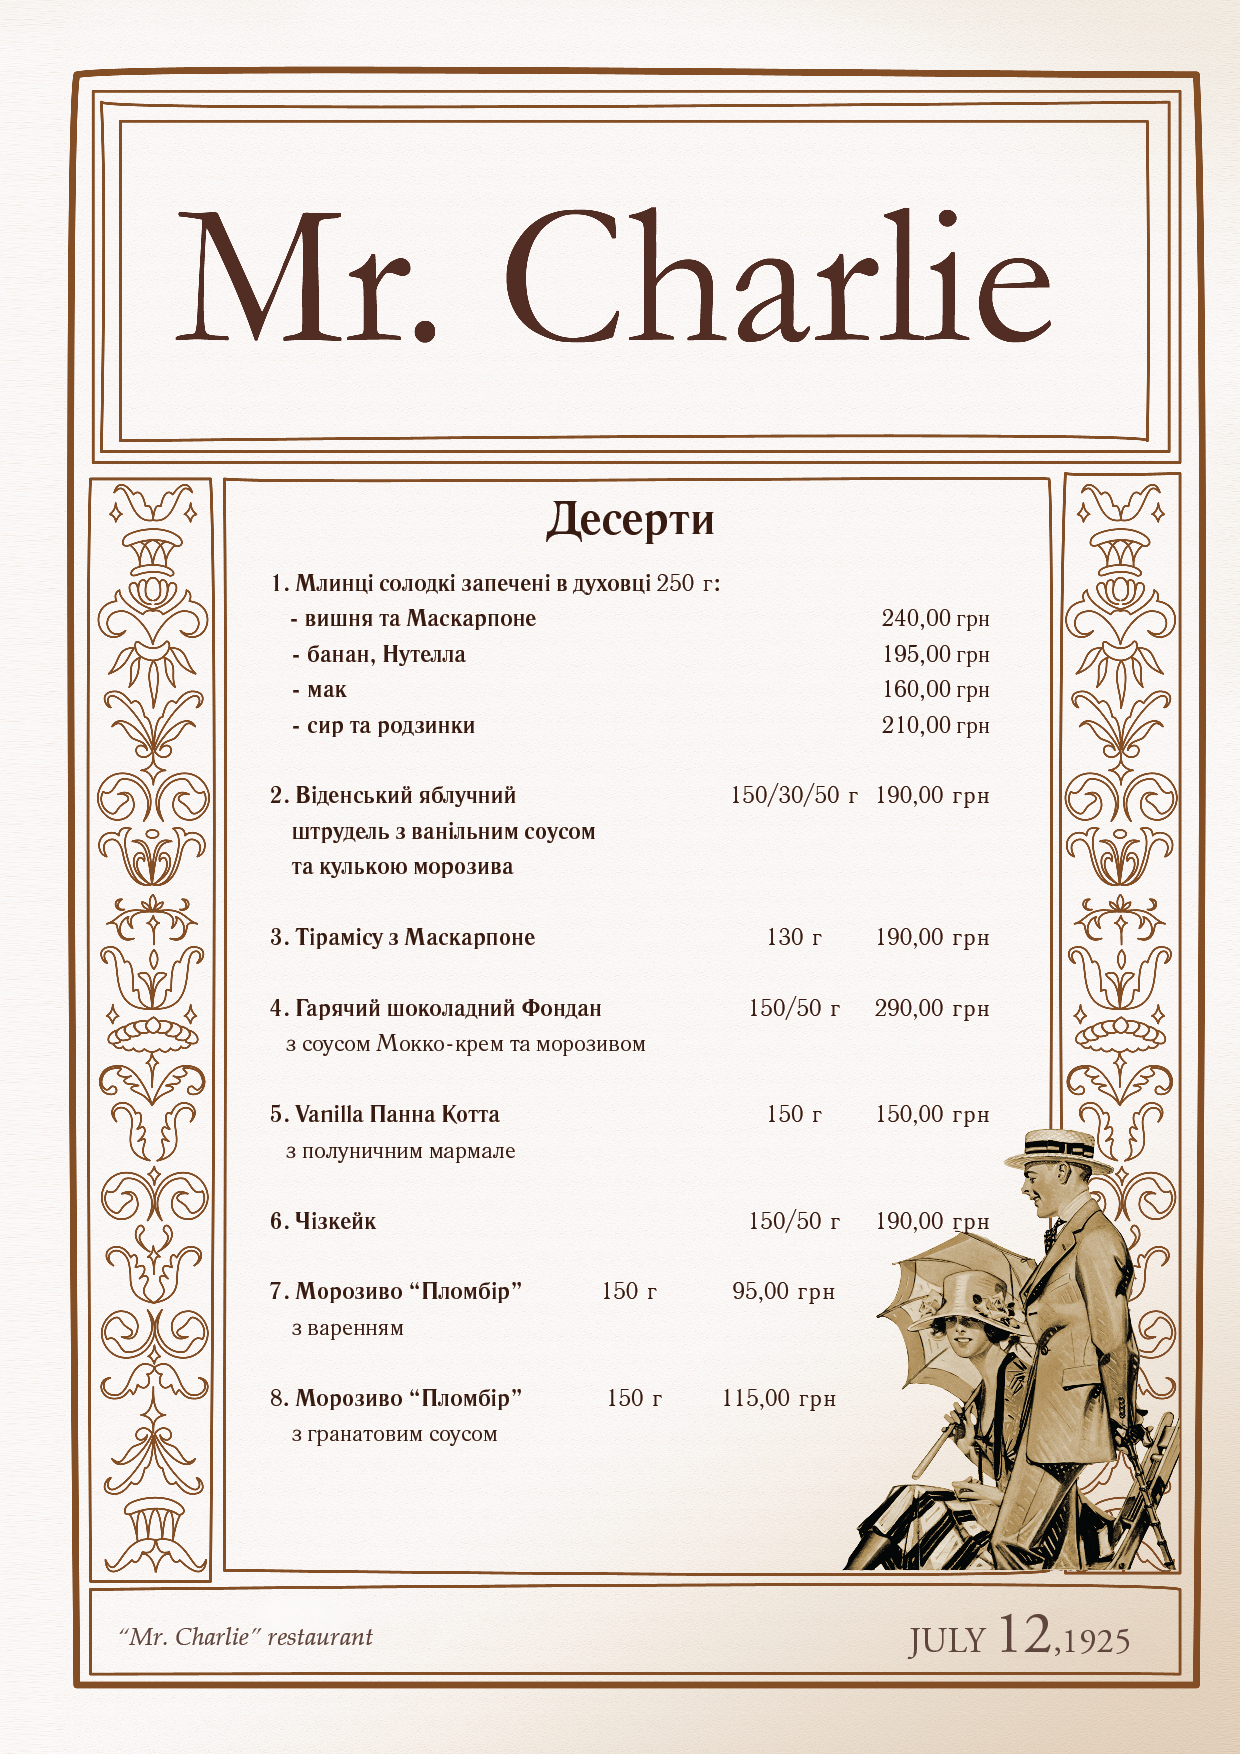 Mr. Charlie
Десерти
1. Млинці солодкі запечені в духовці 250 г:
- вишня та Маскарпоне 240,00 грн
- банан, Нутелла 195,00 грн
- мак 160,00 грн
- сир та родзинки 210,00 грн
2. Віденський яблучний 150/30/50 г 190,00 грн
штрудель з ванільним соусом
та кулькою морозива
3. Тірамісу з Маскарпоне 130 г 190,00 грн
4. Гарячий шоколадний Фондан 150/50 г 290,00 грн
з соусом Мокко-крем та морозивом
5. Vanilla Панна Котта 150 г 150,00 грн
з полуничним мармале
6. Чізкейк 150/50 г 190,00 грн
7. Морозиво “Пломбір” 150 г 95,00 грн
з варенням
8. Морозиво “Пломбір” 150 г 115,00 грн
з гранатовим соусом
“Mr. Charlie” restaurant JULY 12,1925